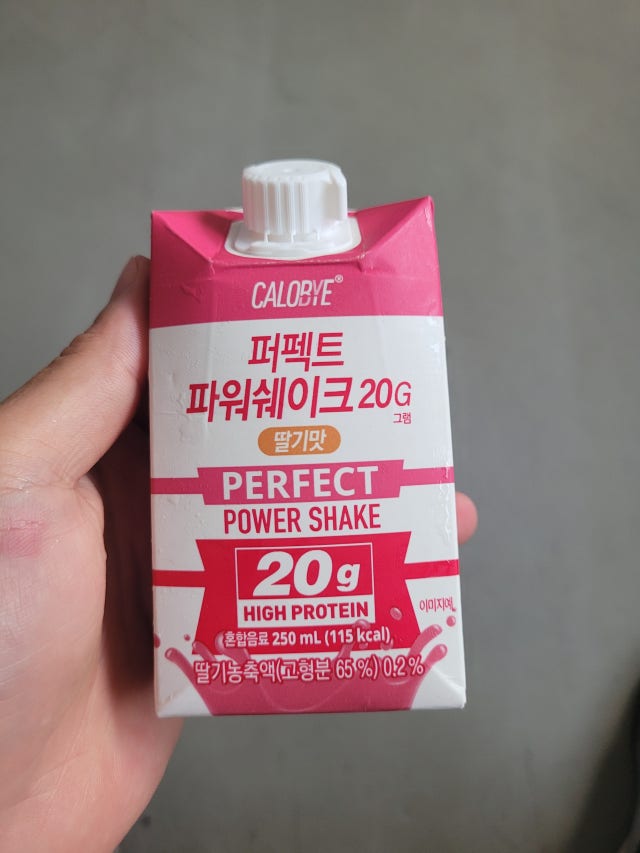 CALOBYE®
퍼펙트
파워쉐이크 20G
그램
딸기맛
PERFECT
POWER SHAKE
20g
HIGH PROTEIN
이미지예
혼합음료 250 mL (115 kcal)
딸기농축액(고형분 65 %) 0.2 %